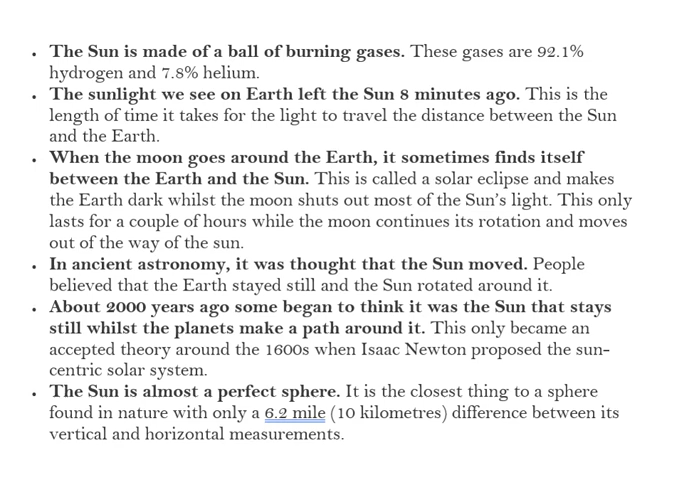 • The Sun is made of a ball of burning gases. These gases are 92.1%
hydrogen and 7.8% helium.
• The sunlight we see on Earth left the Sun 8 minutes ago. This is the
length of time it takes for the light to travel the distance between the Sun
and the Earth.
• When the moon goes around the Earth, it sometimes finds itself
between the Earth and the Sun. This is called a solar eclipse and makes
the Earth dark whilst the moon shuts out most of the Sun’s light. This only
lasts for a couple of hours while the moon continues its rotation and moves
out of the way of the sun.
• In ancient astronomy, it was thought that the Sun moved. People
believed that the Earth stayed still and the Sun rotated around it.
• About 2000 years ago some began to think it was the Sun that stays
still whilst the planets make a path around it. This only became an
accepted theory around the 1600s when Isaac Newton proposed the sun-
centric solar system.
• The Sun is almost a perfect sphere. It is the closest thing to a sphere
found in nature with only a 6.2 mile (10 kilometres) difference between its
vertical and horizontal measurements.